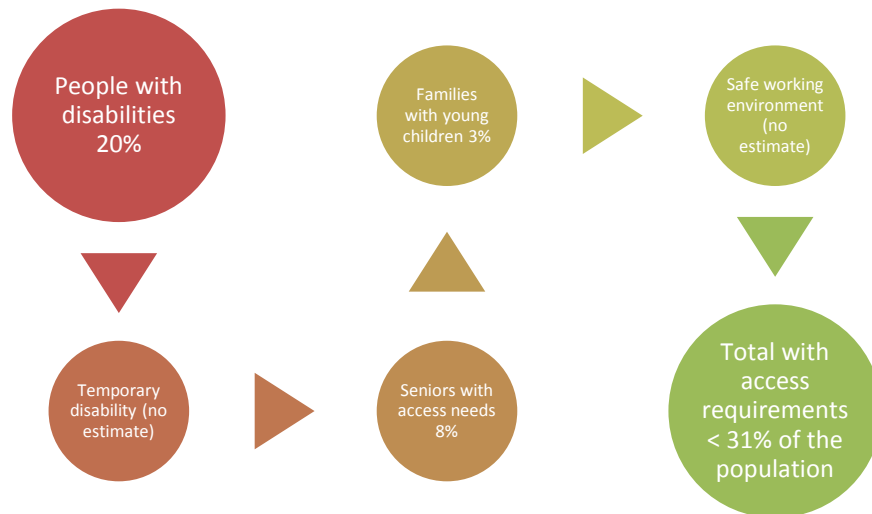 People with
disabilities
20%
Temporary
disability (no
estimate)
Seniors with
access needs
8%
Families
with young
children 3%
Safe working
environment
(no
estimate)
Total with
access
requirements
< 31% of the
population